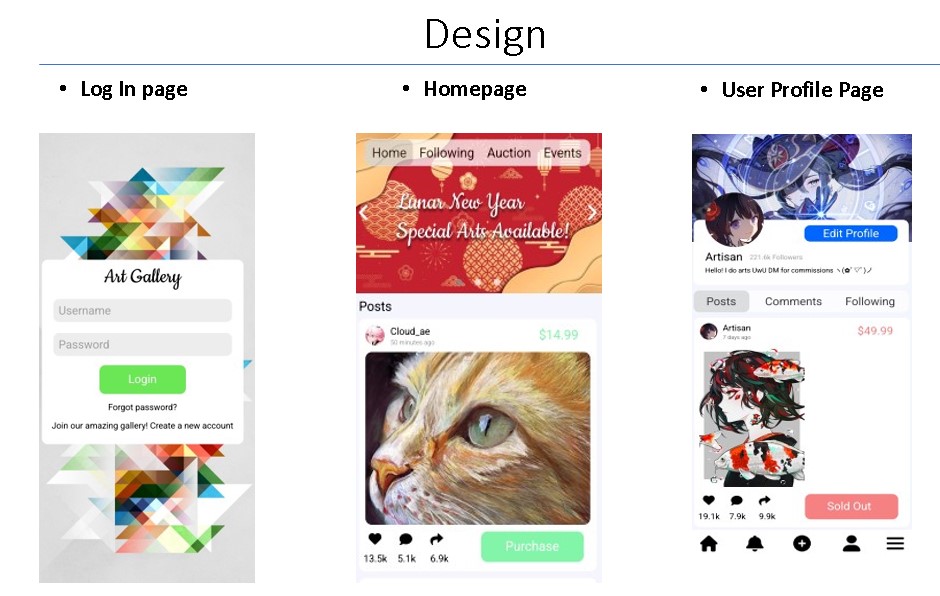 Design
• Log In page
Art Gallery
Username
Password
Login
Forgot password?
Join our amazing gallery! Create a new account
• Homepage
Home Following Auction Events
Lunar New Year
Special Arts Available!
Posts
Cloud_ae
50 minutes ago
$14.99
13.5k 5.1k 6.9k
Purchase
• User Profile Page
Edit Profile
Artisan 221.6k Followers
Hello! I do arts UwU DM for commissions ヽ(✿ﾟ▽ﾟ)ノ
Posts Comments Following
Artisan
7 days ago
$49.99
19.1k 7.9k 9.9k
Sold Out